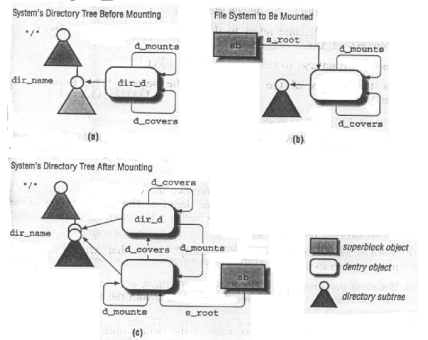 System's Directory Tree Before Mounting
"/"
d_mounts
dir_name
dir_d
d_covers
(a)
File System to Be Mounted
sb
s_root
d_mounts
d_covers
(b)
System's Directory Tree After Mounting
"/"
d_covers
dir_d
dir_name
d_covers
d_mounts
sb
d_mounts
s_root
(c)
superblock object
dentry object
directory subtree